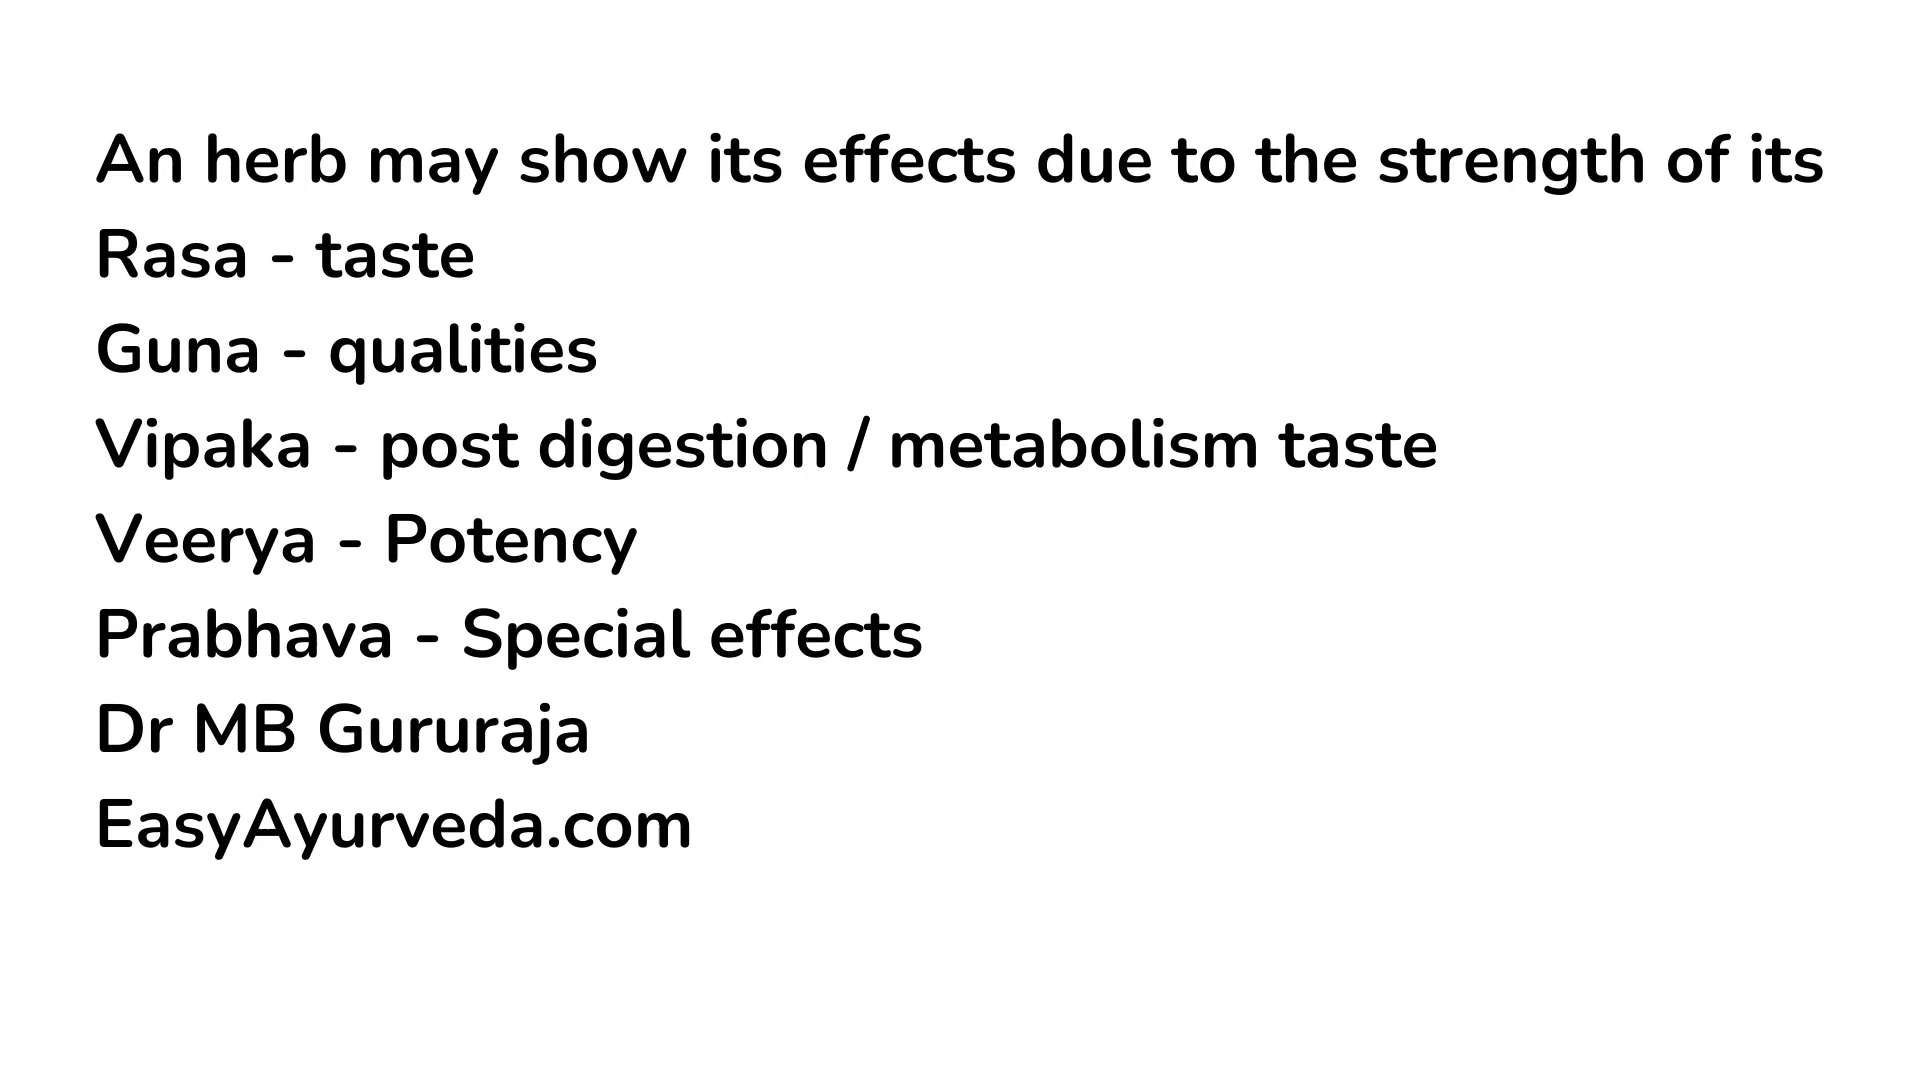 An herb may show its effects due to the strength of its
Rasa - taste
Guna - qualities
Vipaka - post digestion / metabolism taste
Veerya - Potency
Prabhava - Special effects
Dr MB Gururaja
EasyAyurveda.com